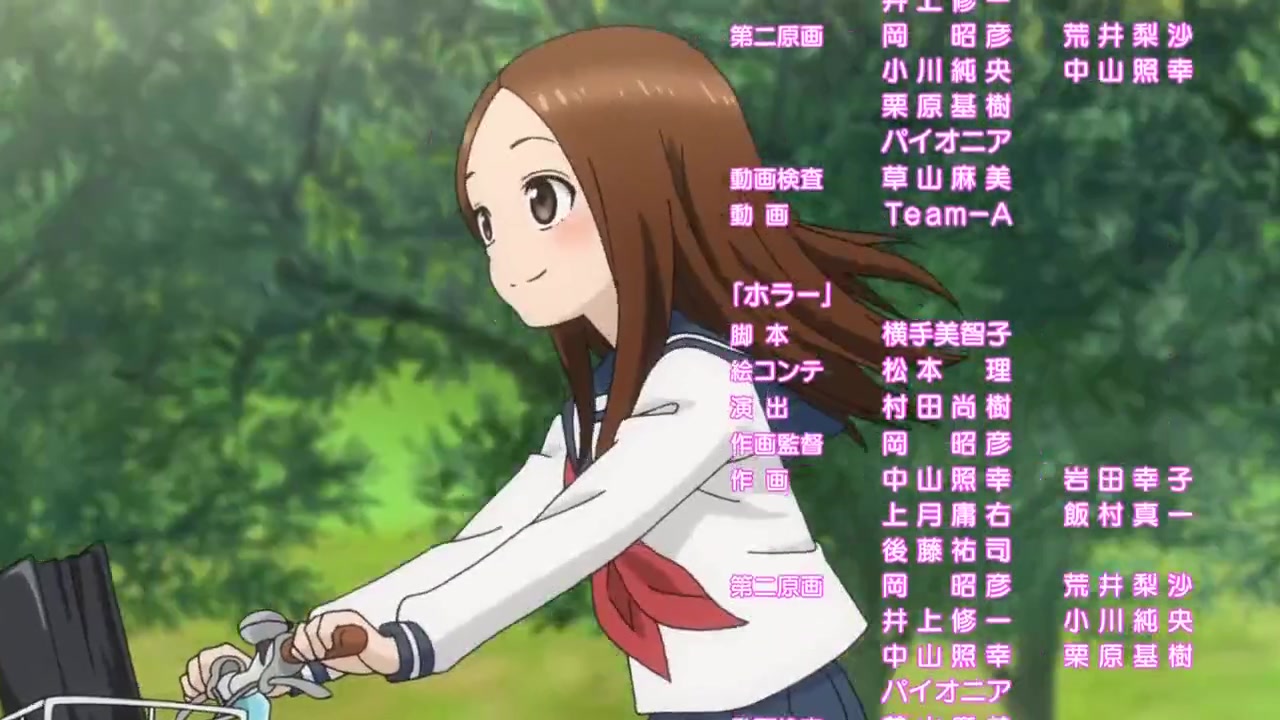 井上修一
第二原画 岡 昭彦 荒井梨沙
小川純央 中山照幸
栗原基樹
パイオニア
動画検査 草山麻美
動画 Team-A
「ホラー」
脚本 横手美智子
絵コンテ 松本 理
演出 村田尚樹
作画監督 岡 昭彦
作画 中山照幸 岩田幸子
上月庸右 飯村真一
後藤祐司
第二原画 岡 昭彦 荒井梨沙
井上修一 小川純央
中山照幸 栗原基樹
パイオニア